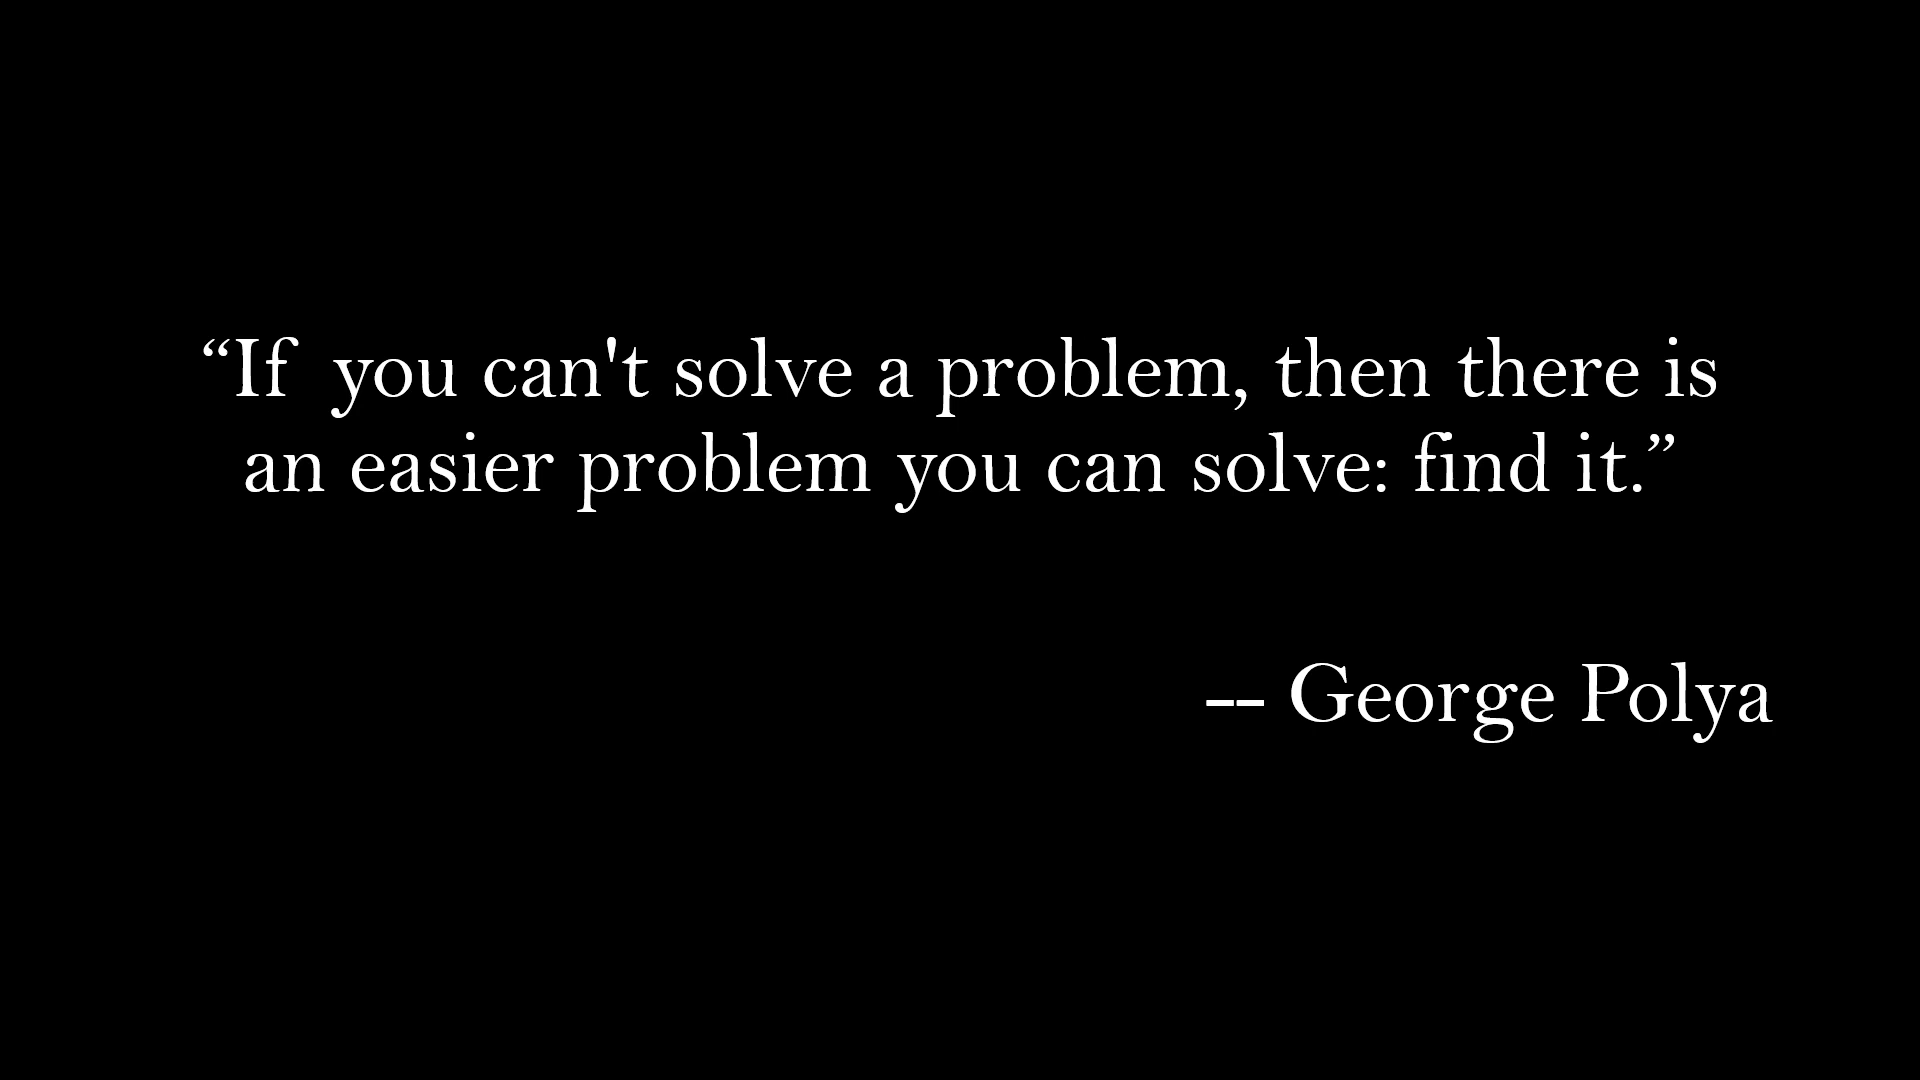 “If you can't solve a problem, then there is
an easier problem you can solve: find it.”
-- George Polya